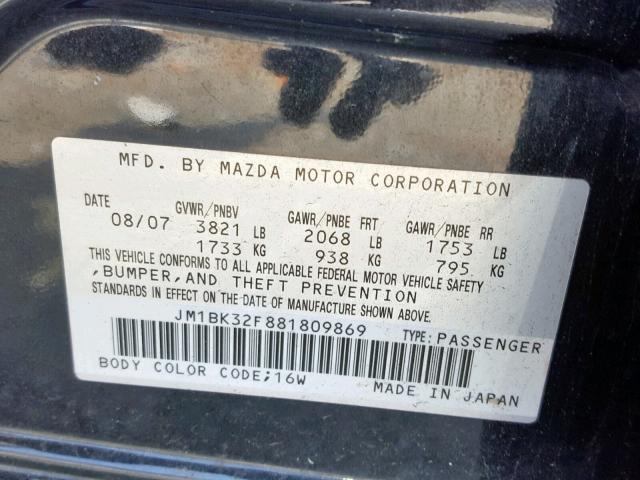 MFD. BY MAZDA MOTOR CORPORATION
DATE GVWR/PNBV GAWR/PNBE FRT GAWR/PNBE RR
08/07 3821 LB 2068 LB 1753 LB
1733 KG 938 KG 795 KG
THIS VEHICLE CONFORMS TO ALL APPLICABLE FEDERAL MOTOR VEHICLE SAFETY
,BUMPER,AND THEFT PREVENTION
STANDARDS IN EFFECT ON THE DATE OF MANUFACTURE SHOWN ABOVE.
JM1BK32F881809869 TYPE:PASSENGER
BODY COLOR CODE;16W MADE IN JAPAN